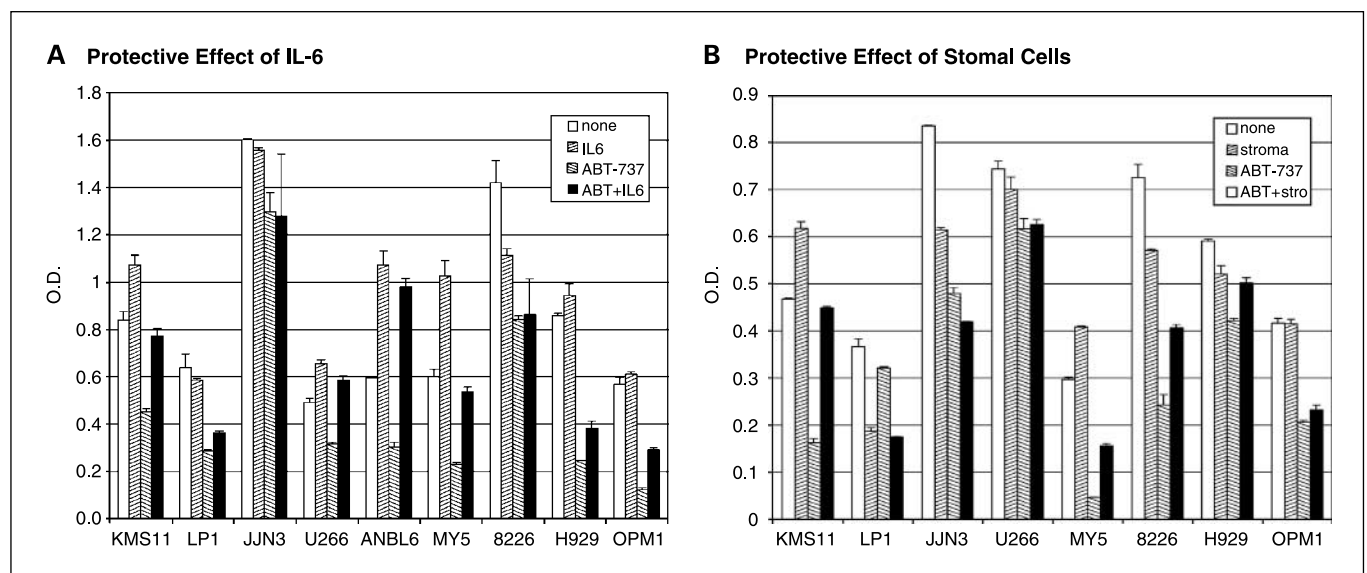 A Protective Effect of IL-6
1.8
1.6
1.4
1.2
1
0.8
0.6
0.4
0.2
0.0
O.D.
none
IL6
ABT-737
ABT+IL6
KMS11 LP1 JJN3 U266 ANBL6 MY5 8226 H929 OPM1
B Protective Effect of Stomal Cells
0.9
0.8
0.7
0.6
0.5
0.4
0.3
0.2
0.1
0
O.D.
none
stroma
ABT-737
ABT+stro
KMS11 LP1 JJN3 U266 MY5 8226 H929 OPM1